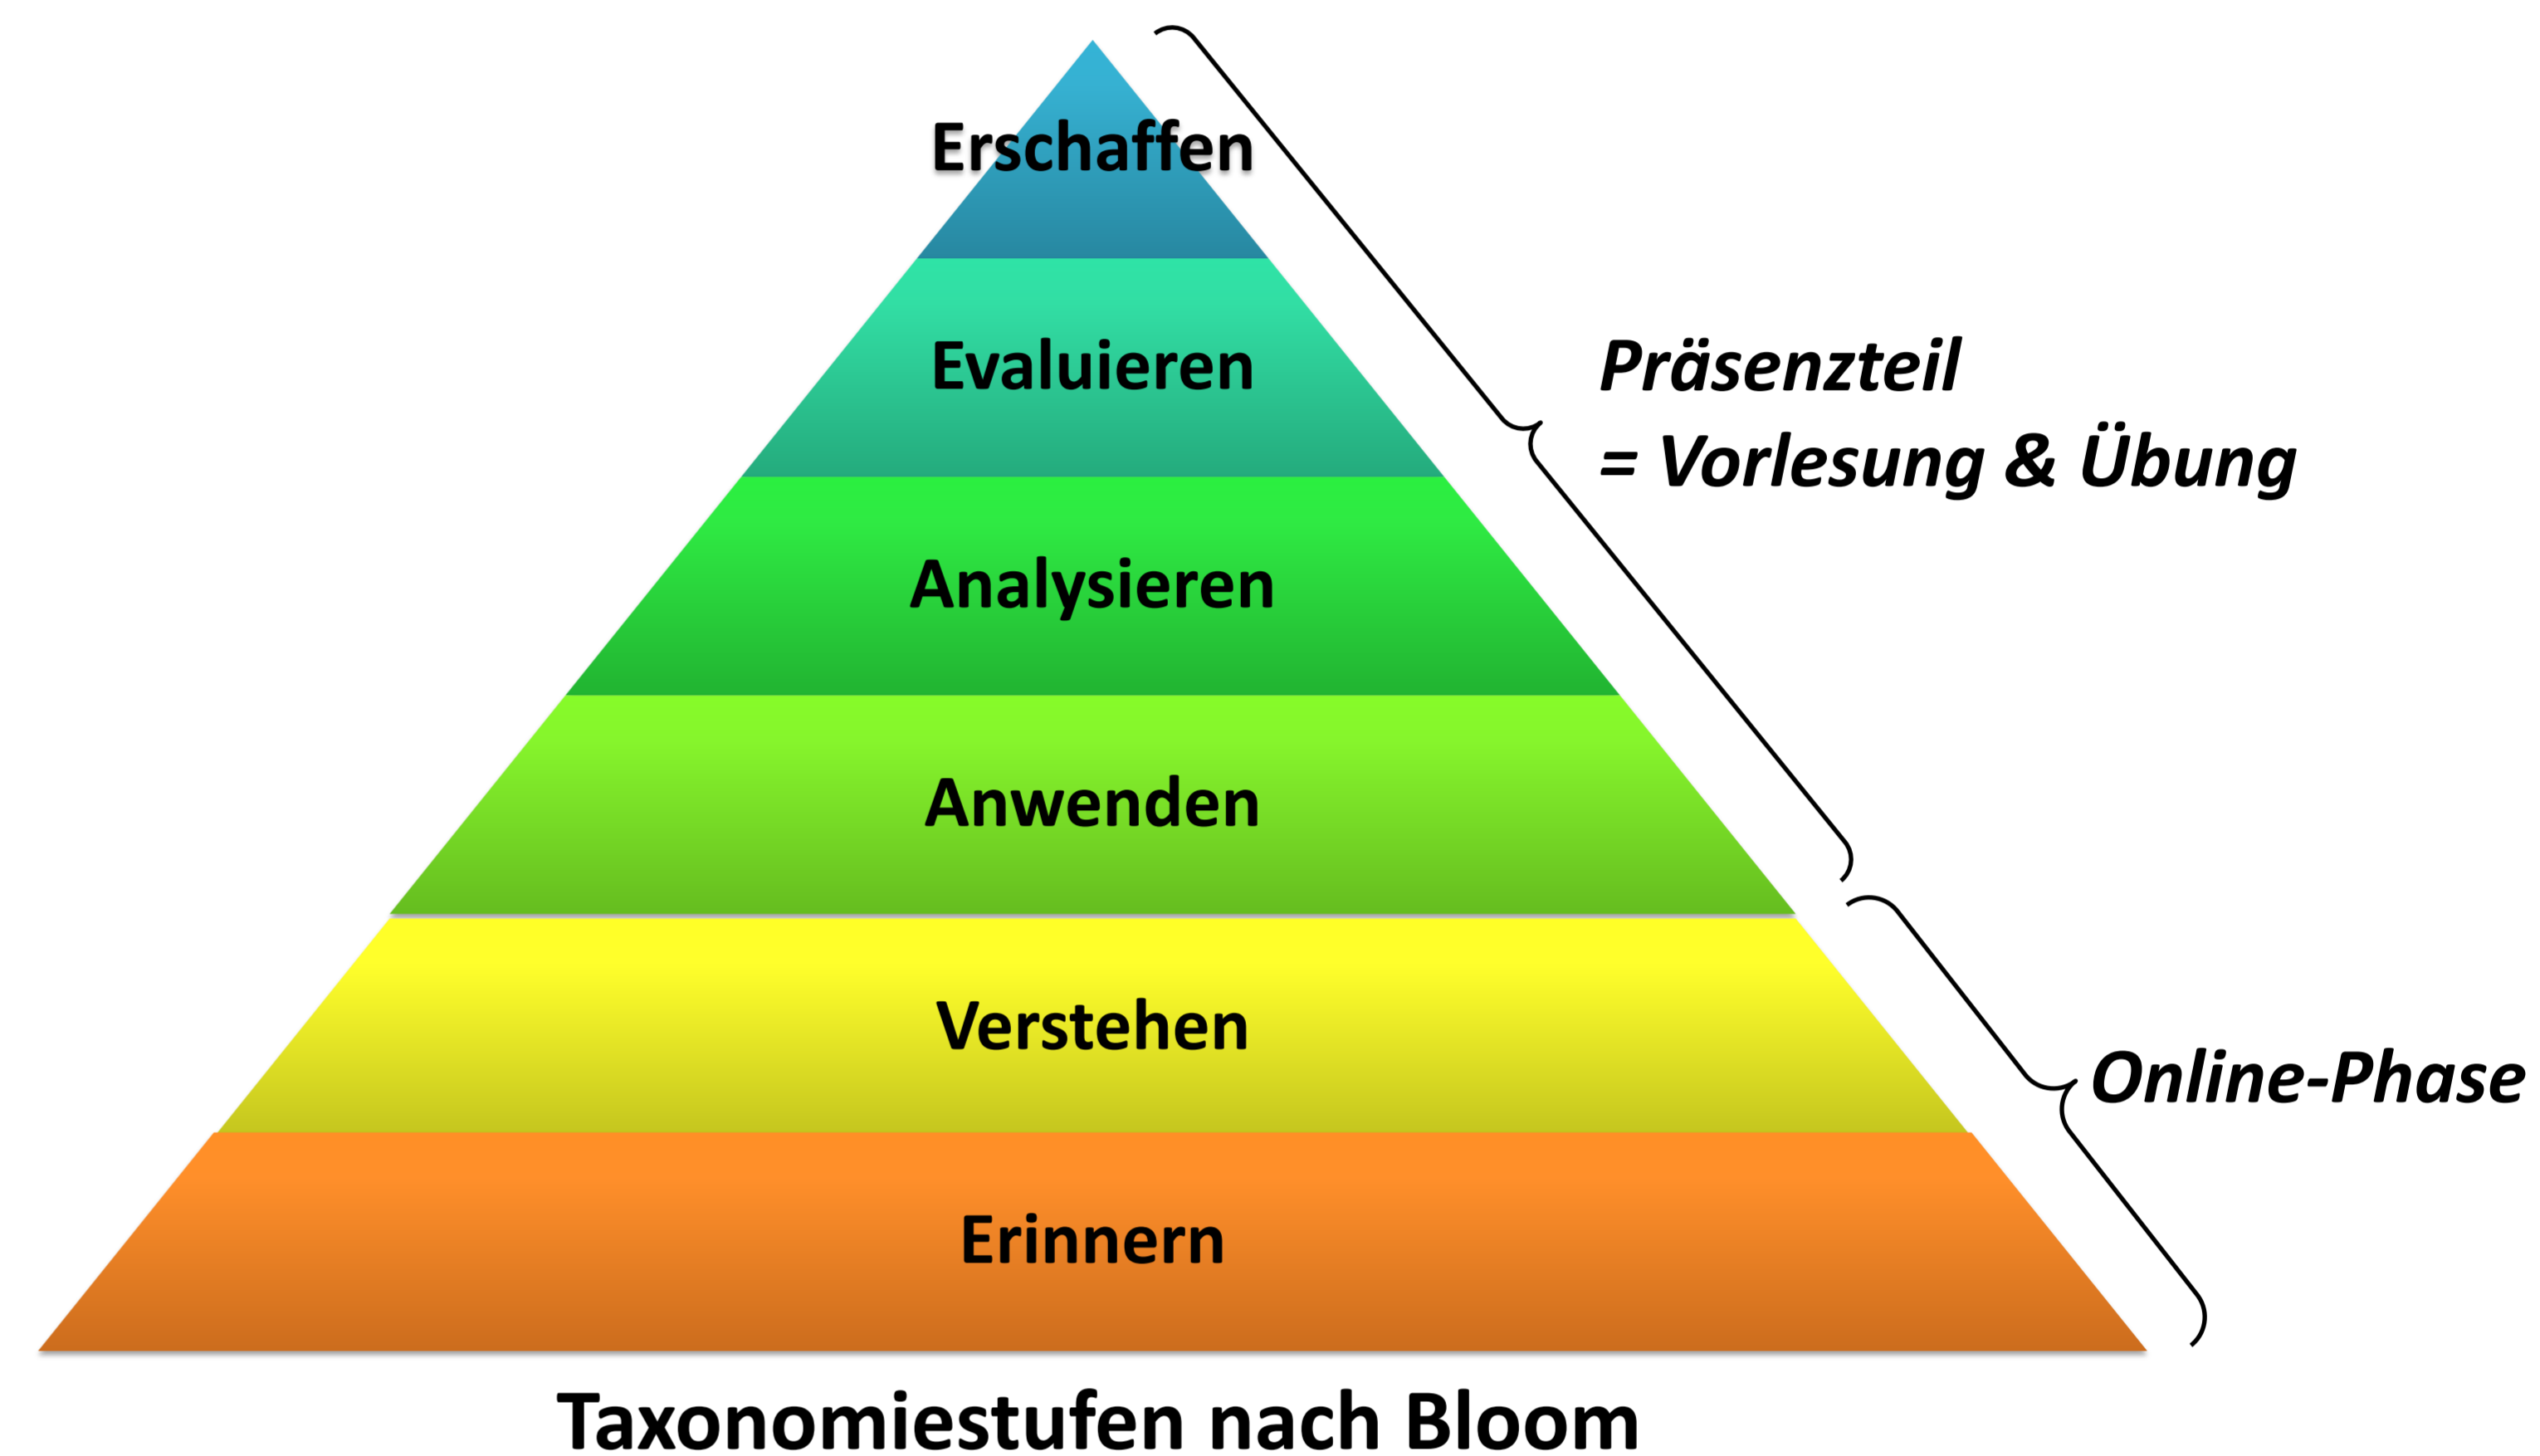 Erschaffen
Evaluieren
Analysieren
Anwenden
Verstehen
Erinnern
Präsenzteil
= Vorlesung & Übung
Online-Phase
Taxonomiestufen nach Bloom